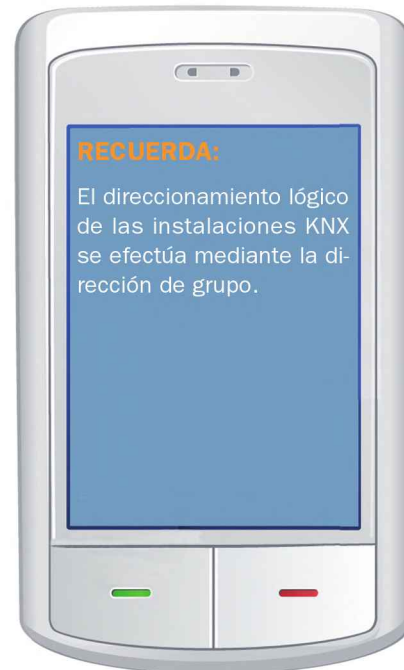 RECUERDA:
El direccionamiento lógico
de las instalaciones KNX
se efectúa mediante la di-
rección de grupo.